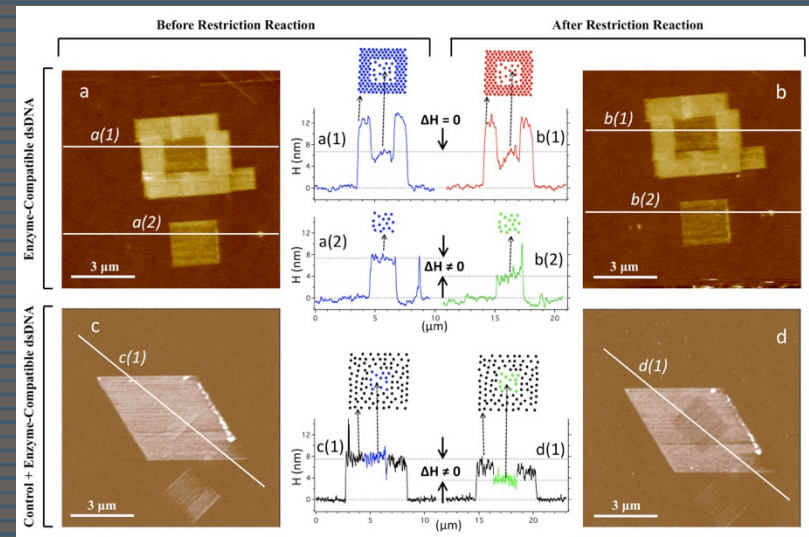 Before Restriction Reaction
After Restriction Reaction
Enzyme-Compatible dsDNA
Control + Enzyme-Compatible dsDNA
a
a(1)
a(2)
3 µm
H (nm)
12
8
4
0
a(1)
ΔH = 0
b(1)
H (nm)
8
4
0
a(2)
ΔH ≠ 0
b(2)
0
5
10
(µm)
15
20
b
b(1)
b(2)
3 µm
c
c(1)
3 µm
H (nm)
12
8
4
0
c(1)
ΔH ≠ 0
d(1)
0
5
10
(µm)
15
20
d
d(1)
3 µm